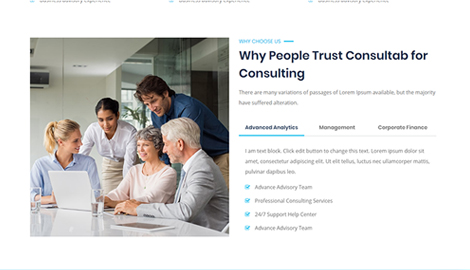 WHY CHOOSE US
Why People Trust Consultab for
Consulting
There are many variations of passages of Lorem Ipsum available, but the majority
have suffered alteration.
Advanced Analytics Management Corporate Finance
I am text block. Click edit button to change this text. Lorem ipsum dolor sit
amet, consectetur adipiscing elit. Ut elit tellus, luctus nec ullamcorper mattis,
pulvinar dapibus leo.
Advance Advisory Team
Professional Consulting Services
24/7 Support Help Center
Advance Advisory Team